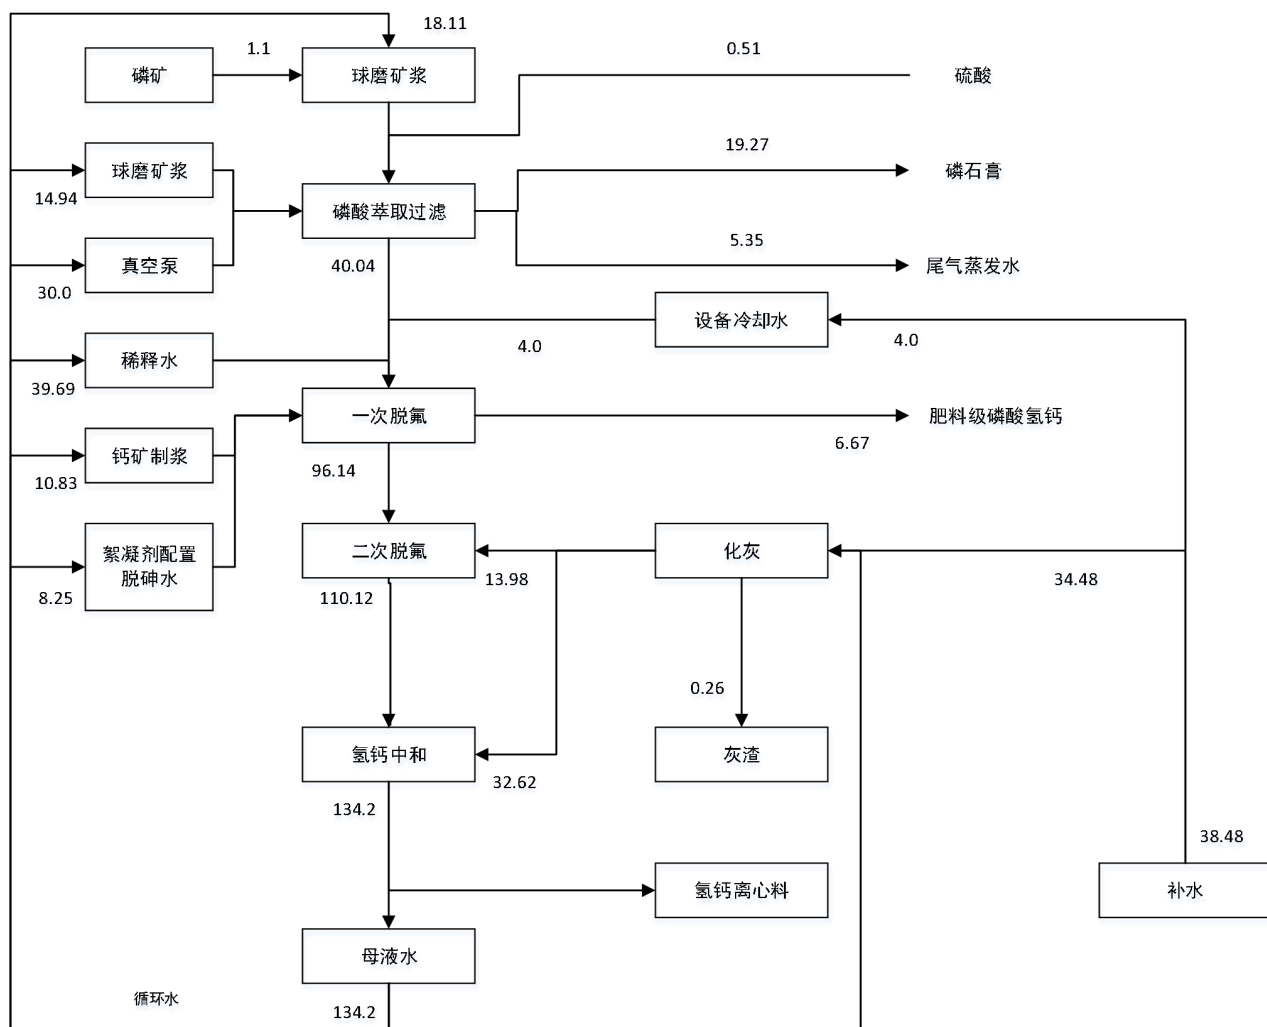 18.11
1.1
0.51
磷矿
球磨矿浆
硫酸
19.27
球磨矿浆
磷石膏
14.94
磷酸萃取过滤
5.35
真空泵
40.04
尾气蒸发水
30.0
设备冷却水
4.0
4.0
稀释水
39.69
一次脱氟
肥料级磷酸氢钙
6.67
钙矿制浆
96.14
10.83
絮凝剂配置
脱砷水
二次脱氟
化灰
13.98
34.48
8.25
110.12
0.26
氢钙中和
灰渣
32.62
134.2
38.48
氢钙离心料
补水
母液水
循环水
134.2